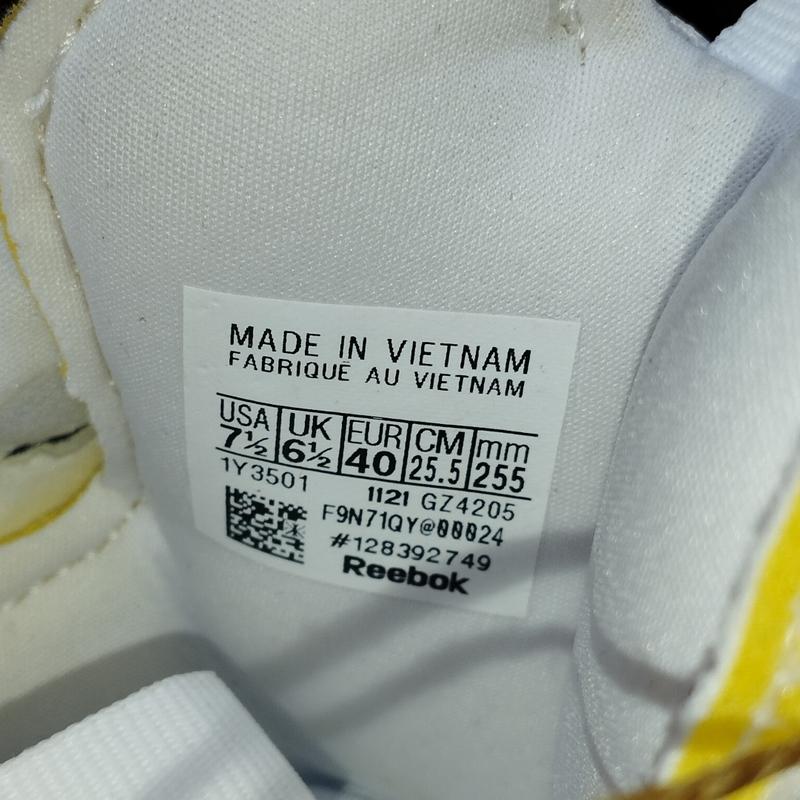 MADE IN VIETNAM
FABRIQUÉ AU VIETNAM
USA UK EUR CM mm
7½ 6½ 40 25.5 255
1Y3501 1121 GZ4205
F9N71QY@00024
#128392749
Reebok